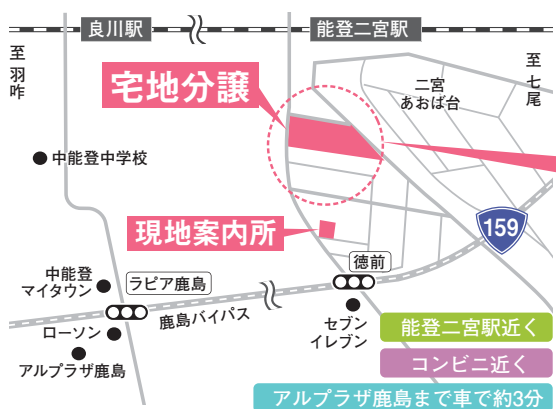 良川駅
能登二宮駅
至羽咋
至七尾
宅地分譲
二宮
あおば台
中能登中学校
159
現地案内所
徳前
中能登
マイタウン
ラピア鹿島
鹿島バイパス
セブン
イレブン
ローソン
アルプラザ鹿島
能登二宮駅近く
コンビニ近く
アルプラザ鹿島まで車で約3分